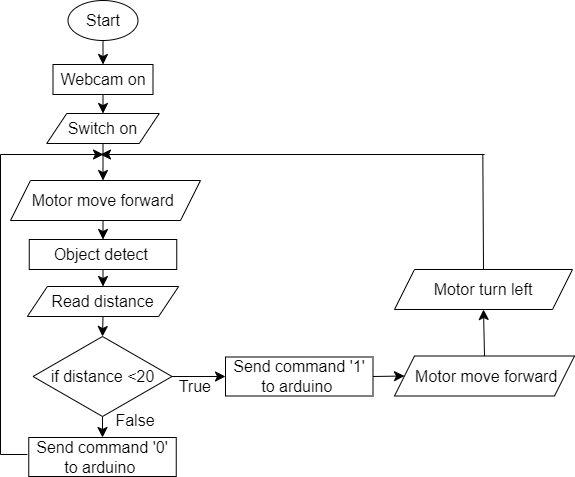 Start
Webcam on
Switch on
Motor move forward
Object detect
Read distance
if distance <20
True
False
Send command '0'
to arduino
Send command '1'
to arduino
Motor move forward
Motor turn left